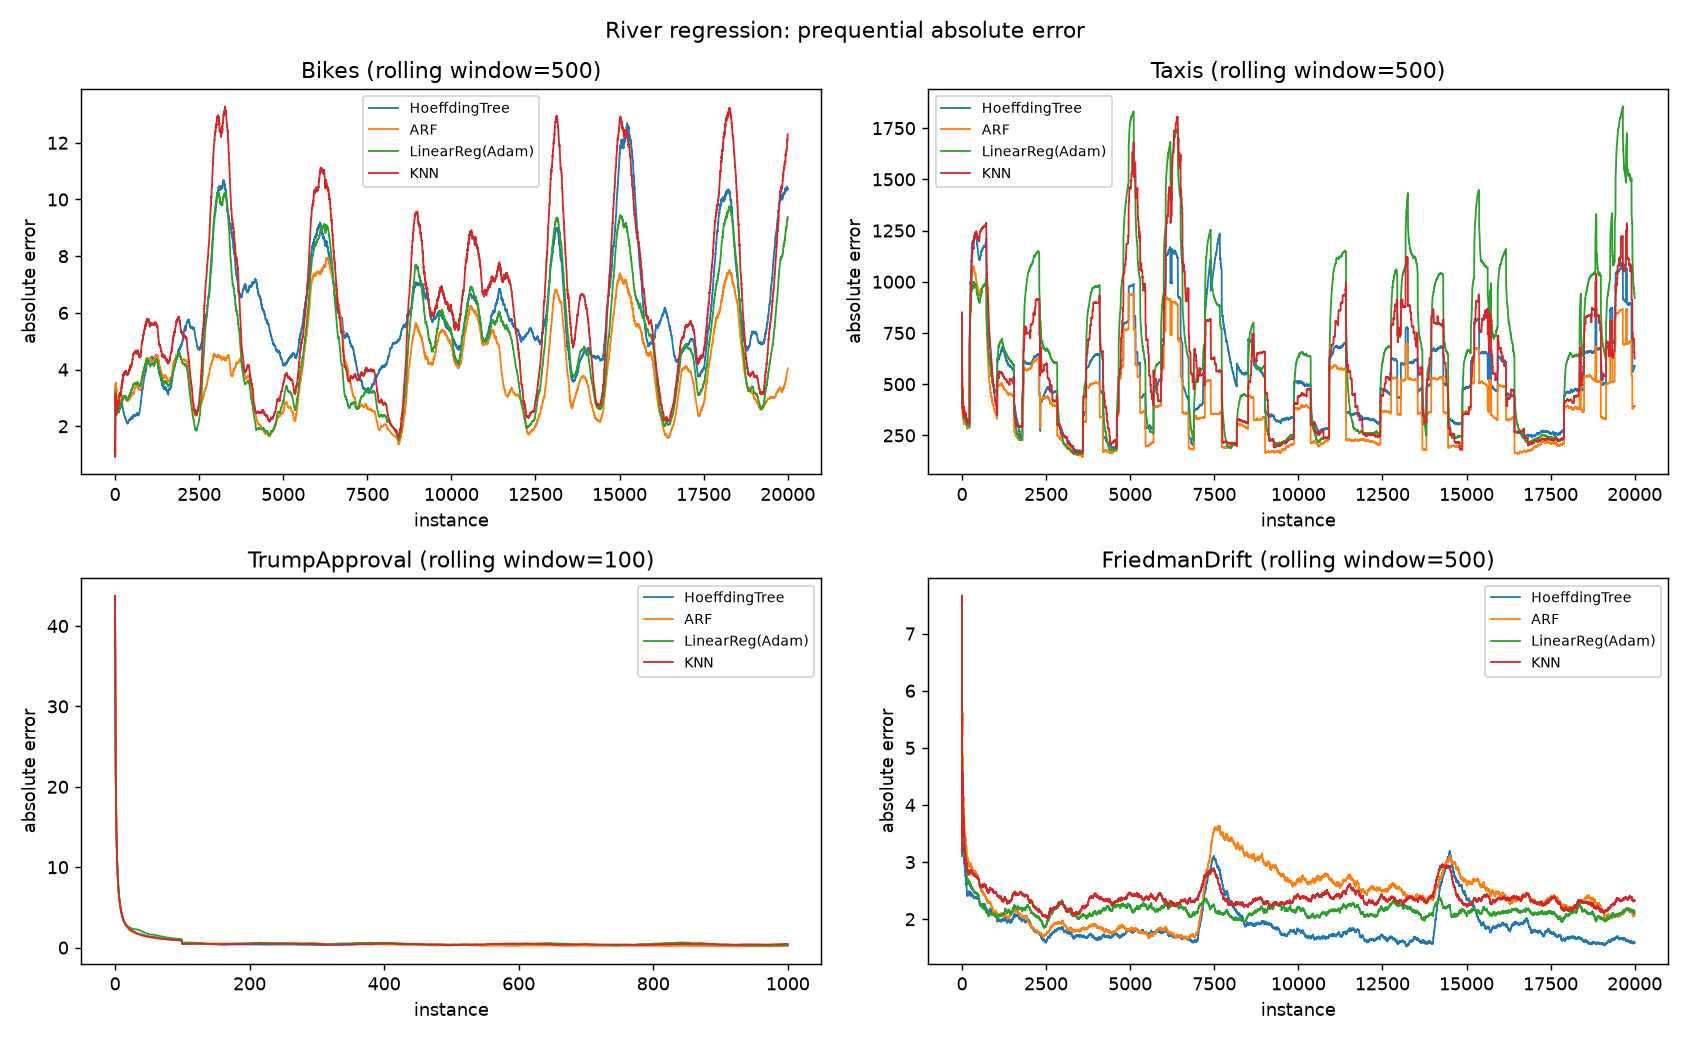 River regression: prequential absolute error
Bikes (rolling window=500)
absolute error
12
10
8
6
4
2
0 2500 5000 7500 10000 12500 15000 17500 20000
instance
HoeffdingTree
ARF
LinearReg(Adam)
KNN
Taxis (rolling window=500)
absolute error
1750
1500
1250
1000
750
500
250
0 2500 5000 7500 10000 12500 15000 17500 20000
instance
HoeffdingTree
ARF
LinearReg(Adam)
KNN
TrumpApproval (rolling window=100)
absolute error
40
30
20
10
0
0 200 400 600 800 1000
instance
HoeffdingTree
ARF
LinearReg(Adam)
KNN
FriedmanDrift (rolling window=500)
absolute error
7
6
5
4
3
2
0 2500 5000 7500 10000 12500 15000 17500 20000
instance
HoeffdingTree
ARF
LinearReg(Adam)
KNN